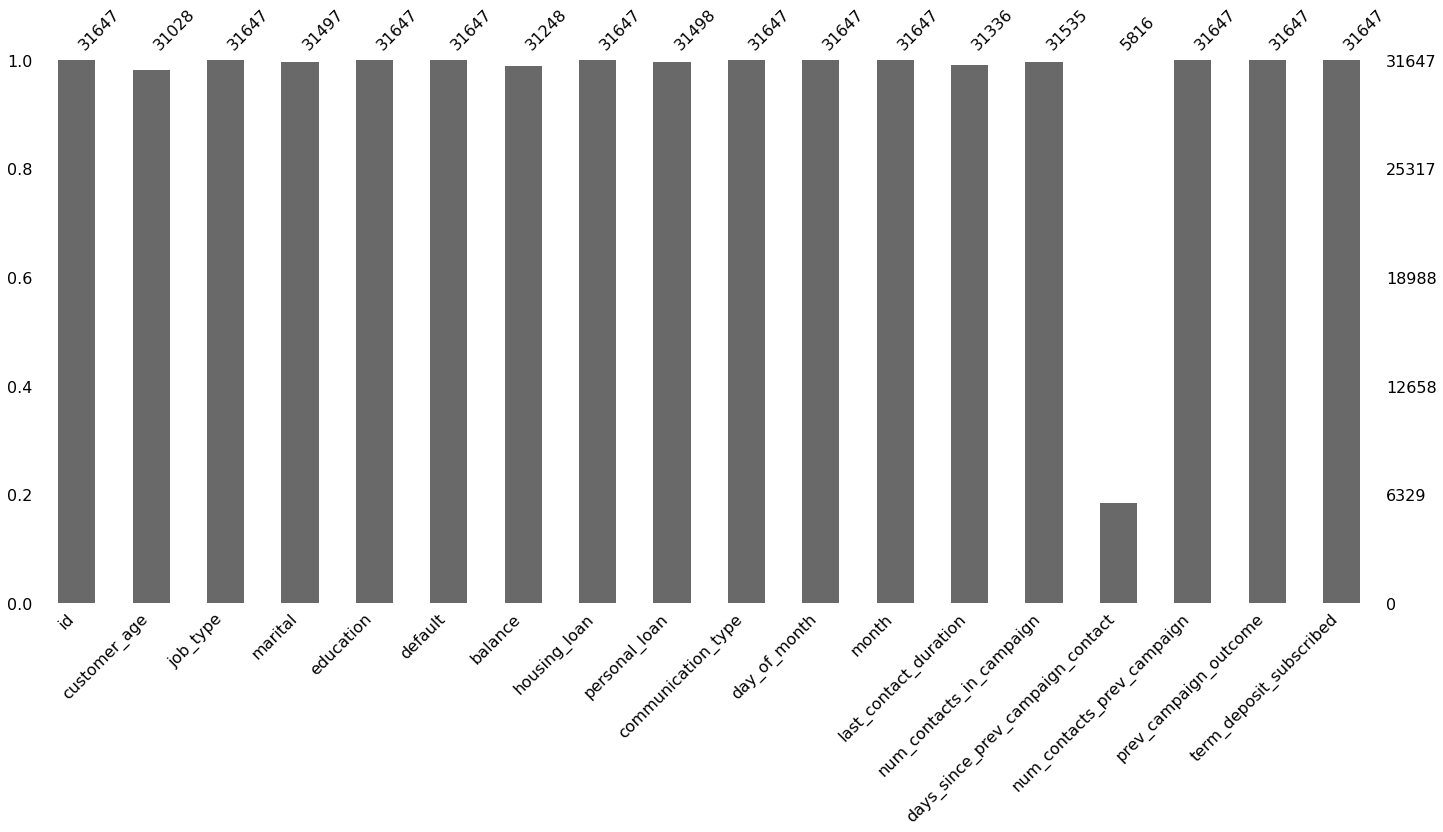 31647 31028 31647 31497 31647 31647 31248 31647 31498 31647 31647 31647 31336 31535 5816 31647 31647 31647
1.0 31647
0.8 25317
0.6 18988
0.4 12658
0.2 6329
0.0 0
id
customer_age
job_type
marital
education
default
balance
housing_loan
personal_loan
communication_type
day_of_month
month
last_contact_duration
num_contacts_in_campaign
days_since_prev_campaign_contact
num_contacts_prev_campaign
prev_campaign_outcome
term_deposit_subscribed